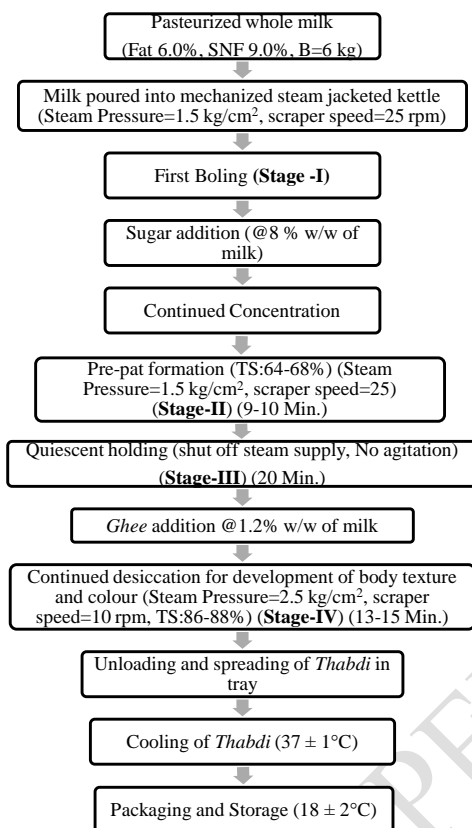 Pasteurized whole milk
(Fat 6.0%, SNF 9.0%, B=6 kg)
Milk poured into mechanized steam jacketed kettle
(Steam Pressure=1.5 kg/cm², scraper speed=25 rpm)
First Boling (Stage -I)
Sugar addition (@8 % w/w of
milk)
Continued Concentration
Pre-pat formation (TS:64-68%) (Steam
Pressure=1.5 kg/cm², scraper speed=25)
(Stage-II) (9-10 Min.)
Quiescent holding (shut off steam supply, No agitation)
(Stage-III) (20 Min.)
Ghee addition @1.2% w/w of milk
Continued desiccation for development of body texture
and colour (Steam Pressure=2.5 kg/cm², scraper
speed=10 rpm, TS:86-88%) (Stage-IV) (13-15 Min.)
Unloading and spreading of Thabdi in
tray
Cooling of Thabdi (37 ± 1°C)
Packaging and Storage (18 ± 2°C)